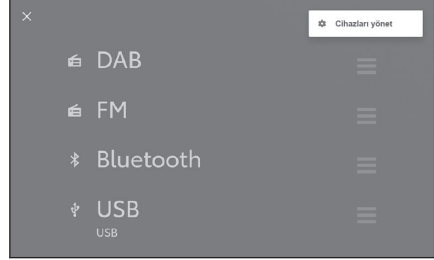 Cihazları yönet
DAB
FM
Bluetooth
USB
USB